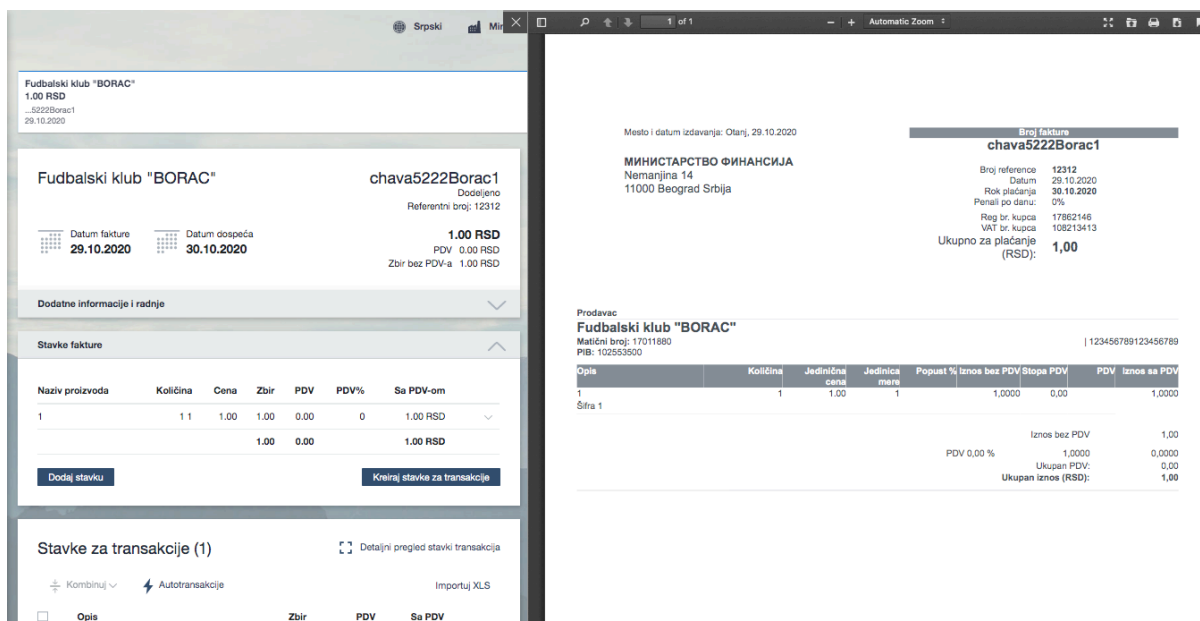 Srpski
Fudbalski klub "BORAC"
1.00 RSD
...5222Borac1
29.10.2020
Fudbalski klub "BORAC"
chava5222Borac1
Dodeljeno
Referentni broj: 12312
Datum fakture
29.10.2020
Datum dospeća
30.10.2020
1.00 RSD
PDV 0.00 RSD
Zbir bez PDV-a 1.00 RSD
Dodatne informacije i radnje
Stavke fakture
Naziv proizvoda Količina Cena Zbir PDV PDV% Sa PDV-om
1 1 1 1.00 1.00 0.00 0 1.00 RSD
1.00 0.00 1.00 RSD
Dodaj stavku
Kreiraj stavke za transakcije
Stavke za transakcije (1)
Detaljni pregled stavki transakcija
Kombinuj
Autotransakcije
Importuj XLS
Opis Zbir PDV Sa PDV
1 of 1
Automatic Zoom
Mesto i datum izdavanja: Otanj, 29.10.2020
МИНИСТАРСТВО ФИНАНСИЈА
Nemanjina 14
11000 Beograd Srbija
Broj fakture
chava5222Borac1
Broj reference 12312
Datum 29.10.2020
Rok plaćanja 30.10.2020
Penali po danu: 0%
Reg br. kupca 17862146
VAT br. kupca 108213413
Ukupno za plaćanje
(RSD): 1,00
Prodavac
Fudbalski klub "BORAC"
Matični broj: 17011880
PIB: 102553500
| 123456789123456789
Opis Količina Jedinična cena Jedinica mere Popust % Iznos bez PDV Stopa PDV PDV Iznos sa PDV
1 1 1.00 1 1,0000 0,00 1,0000
Šifra 1
Iznos bez PDV 1,00
PDV 0,00 % 1,0000 0,0000
Ukupan PDV: 0,00
Ukupan iznos (RSD): 1,00